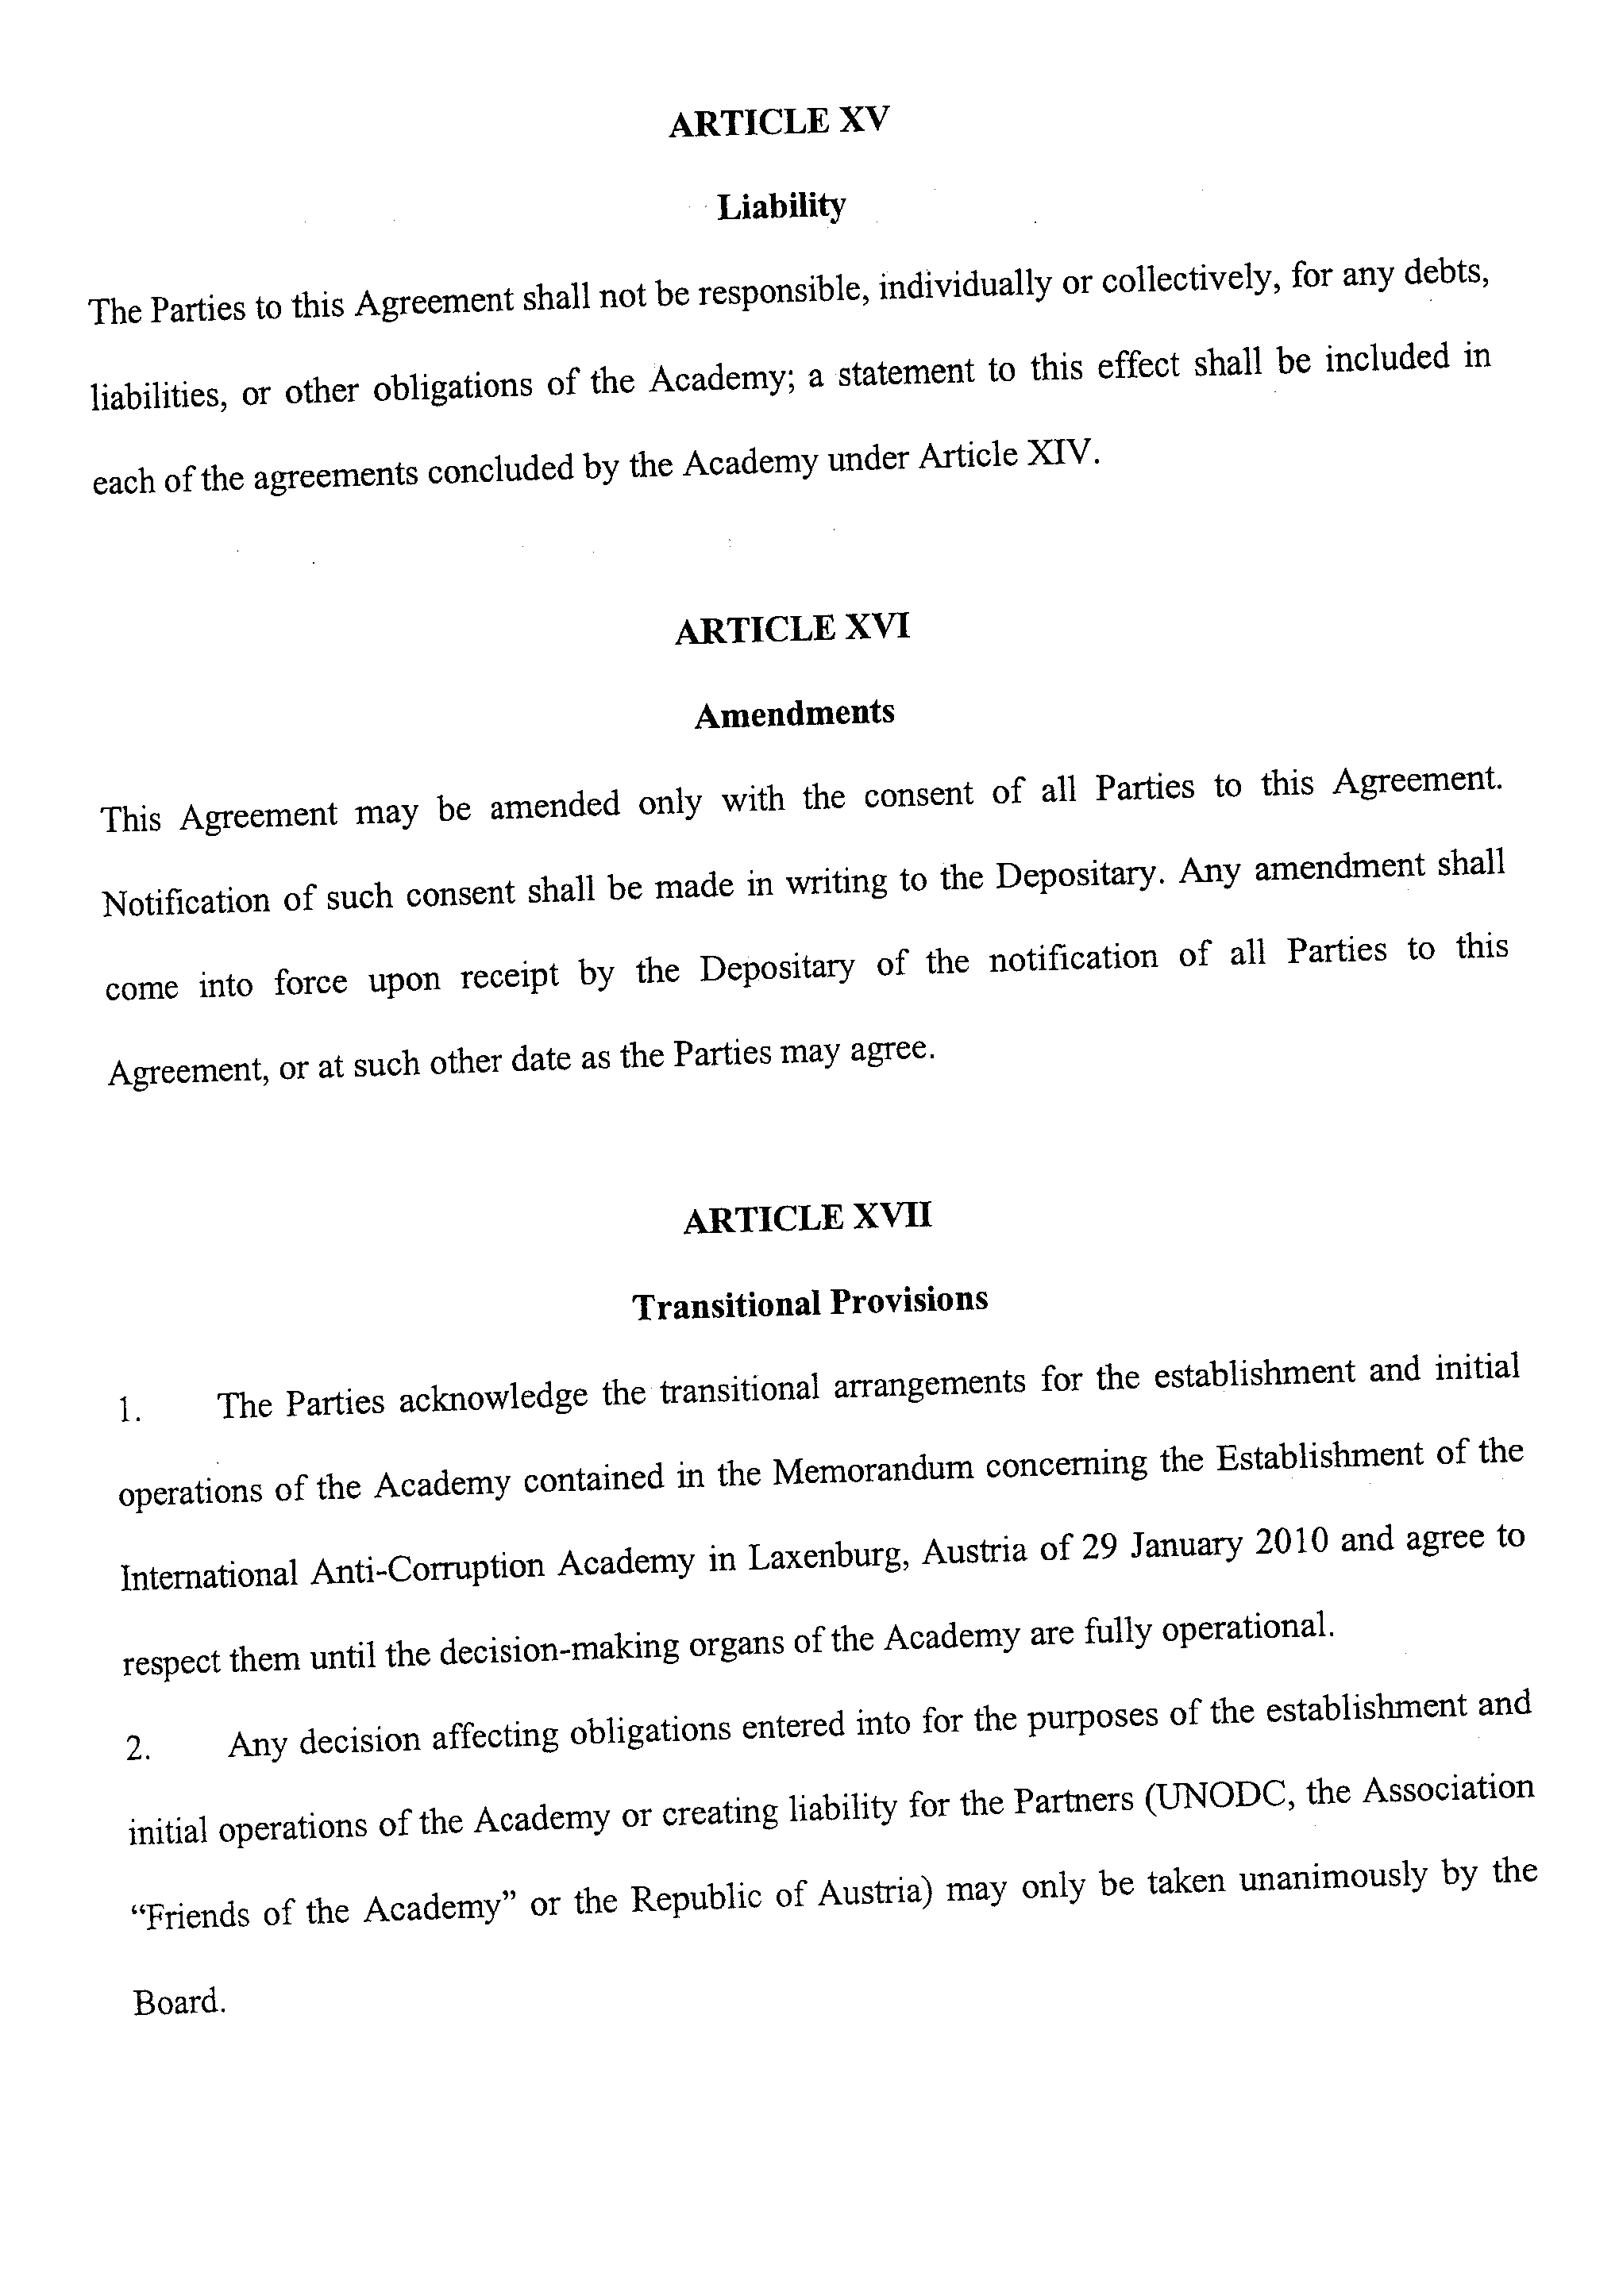 ARTICLE XV
Liability
The Parties to this Agreement shall not be responsible, individually or collectively, for any debts,
liabilities, or other obligations of the Academy; a statement to this effect shall be included in
each of the agreements concluded by the Academy under Article XIV.
ARTICLE XVI
Amendments
This Agreement may be amended only with the consent of all Parties to this Agreement.
Notification of such consent shall be made in writing to the Depositary. Any amendment shall
come into force upon receipt by the Depositary of the notification of all Parties to this
Agreement, or at such other date as the Parties may agree.
ARTICLE XVII
Transitional Provisions
1. The Parties acknowledge the transitional arrangements for the establishment and initial
operations of the Academy contained in the Memorandum concerning the Establishment of the
International Anti-Corruption Academy in Laxenburg, Austria of 29 January 2010 and agree to
respect them until the decision-making organs of the Academy are fully operational.
2. Any decision affecting obligations entered into for the purposes of the establishment and
initial operations of the Academy or creating liability for the Partners (UNODC, the Association
“Friends of the Academy” or the Republic of Austria) may only be taken unanimously by the
Board.